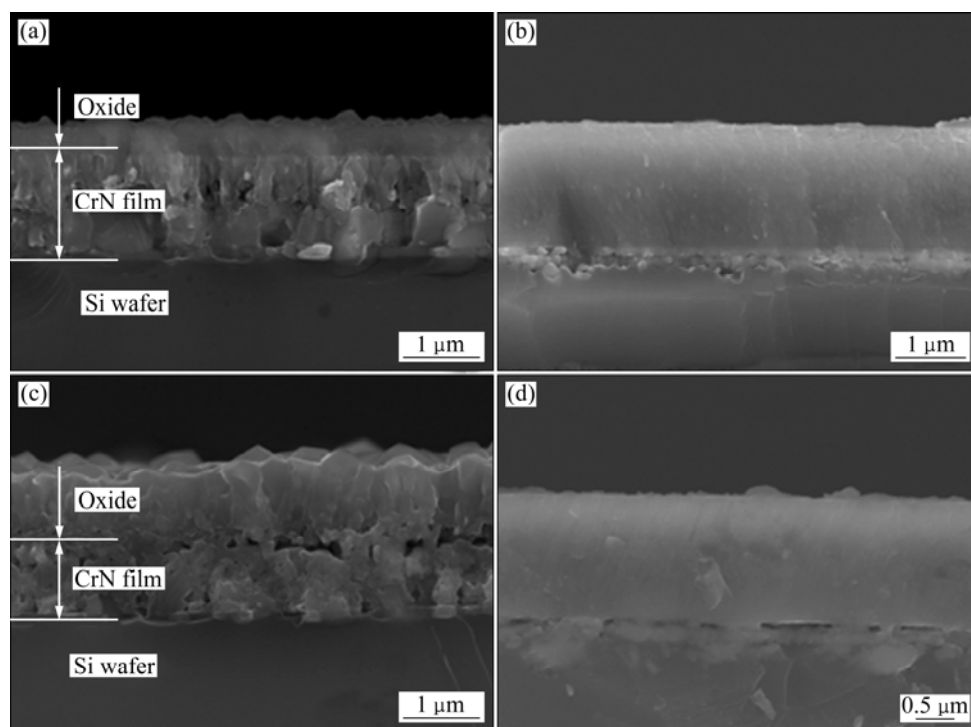 (a)
Oxide
CrN film
Si wafer
1 μm
(b)
1 μm
(c)
Oxide
CrN film
Si wafer
1 μm
(d)
0.5 μm